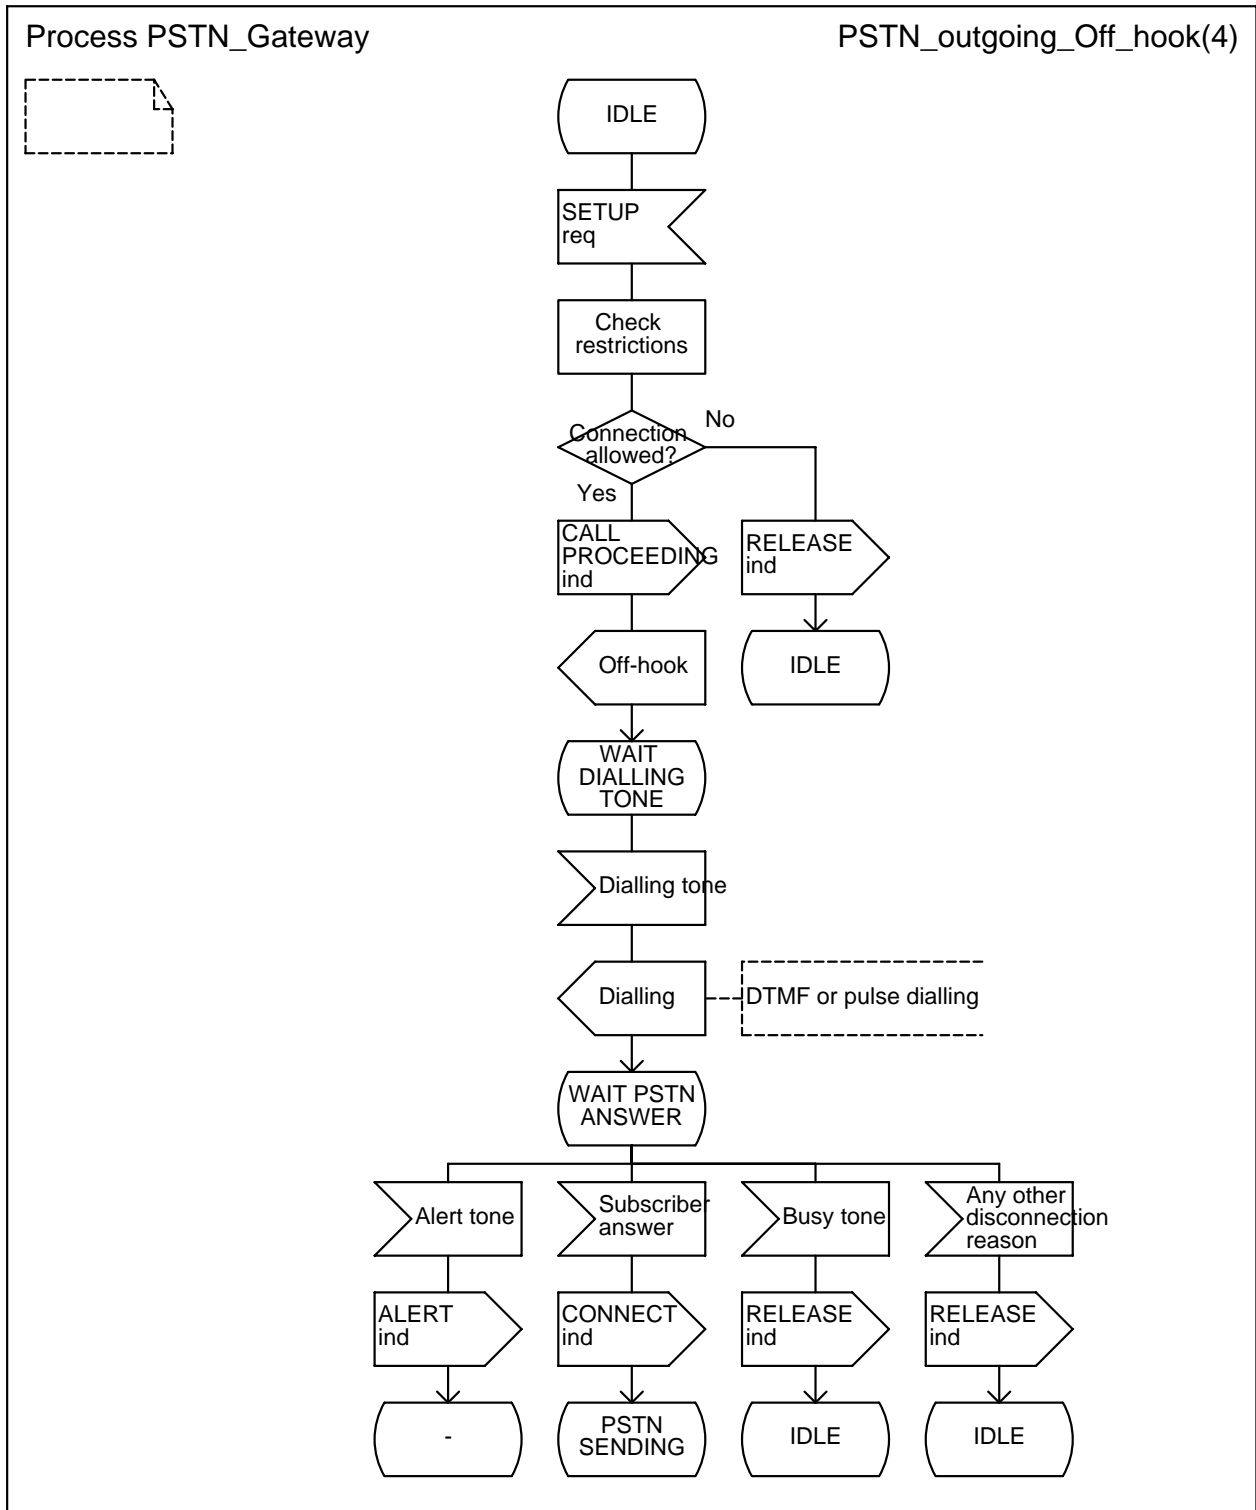 Process PSTN_Gateway
PSTN_outgoing_Off_hook(4)
IDLE
SETUP
req
Check
restrictions
No
Connection
allowed?
Yes
CALL
PROCEEDING
ind
RELEASE
ind
Off-hook
IDLE
WAIT
DIALLING
TONE
Dialling tone
Dialling
DTMF or pulse dialling
WAIT PSTN
ANSWER
Alert tone
Subscriber
answer
Busy tone
Any other
disconnection
reason
ALERT
ind
CONNECT
ind
RELEASE
ind
RELEASE
ind
-
PSTN
SENDING
IDLE
IDLE